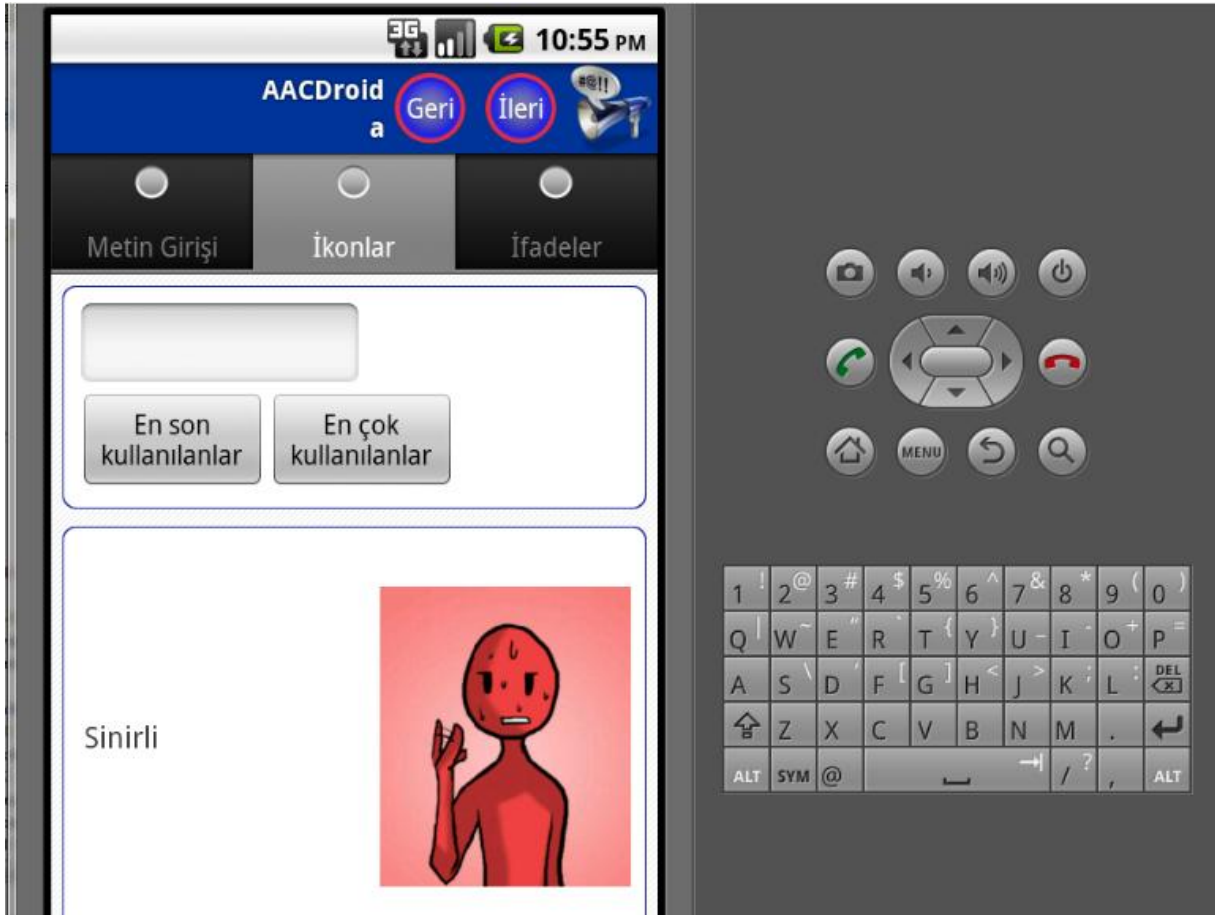 3G 10:55 PM
AACDroid
a
Geri İleri #@!!
Metin Girişi İkonlar İfadeler
En son
kullanılanlar
En çok
kullanılanlar
Sinirli
MENU
1 ! 2 @ 3 # 4 $ 5 % 6 ^ 7 & 8 * 9 ( 0 )
Q | W ~ E " R ` T { Y } U _ I - O + P =
A S \ D ' F [ G ] H < J > K ; L : DEL
Z X C V B N M .
ALT SYM @ / ? , ALT